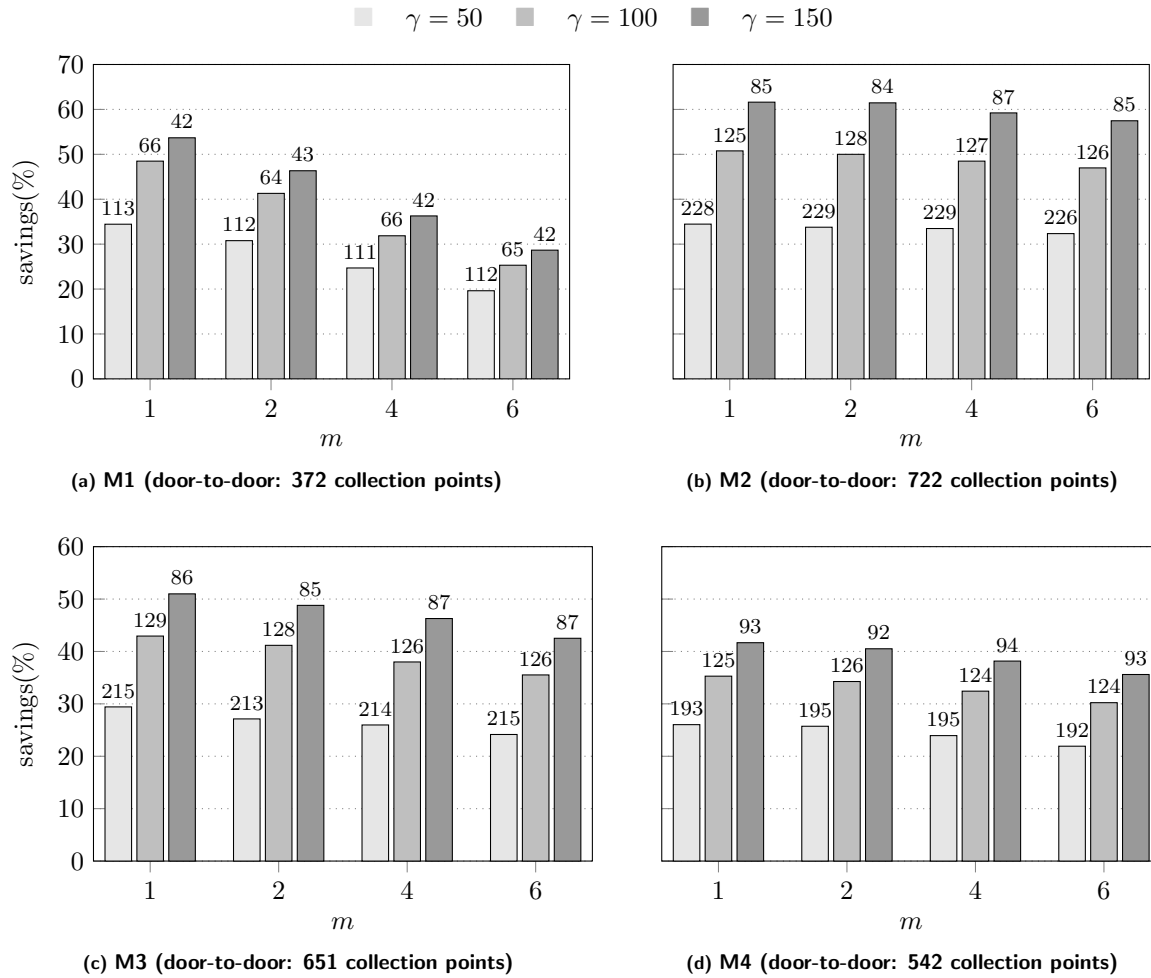 γ = 50 γ = 100 γ = 150
70
60
50
40
30
20
10
0
savings(%)
113 66 42 112 64 43 111 66 42 112 65 42
1 2 4 6
m
(a) M1 (door-to-door: 372 collection points)
228 125 85 229 128 84 229 127 87 226 126 85
1 2 4 6
m
(b) M2 (door-to-door: 722 collection points)
60
50
40
30
20
10
0
savings(%)
215 129 86 213 128 85 214 126 87 215 126 87
1 2 4 6
m
(c) M3 (door-to-door: 651 collection points)
193 125 93 195 126 92 195 124 94 192 124 93
1 2 4 6
m
(d) M4 (door-to-door: 542 collection points)